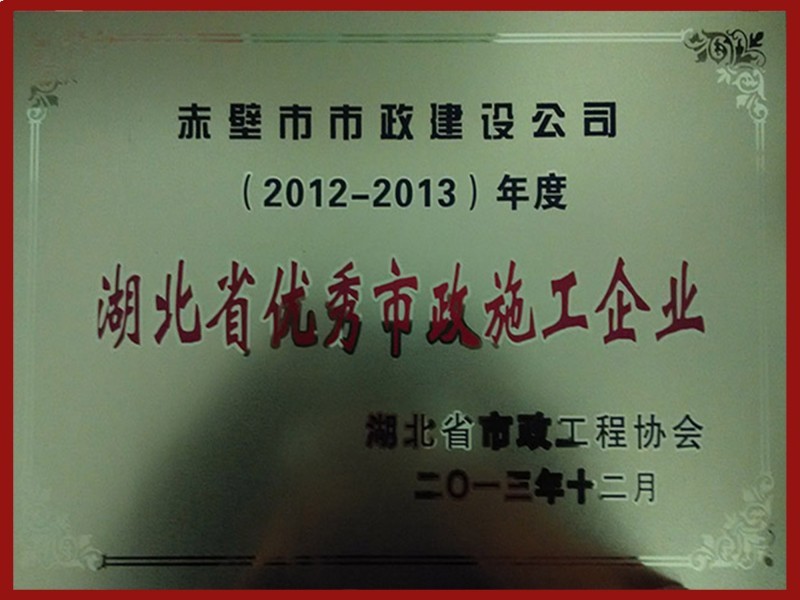 赤壁市市政建设公司
（2012-2013）年度
湖北省优秀市政施工企业
湖北省市政工程协会
二〇一三年十二月